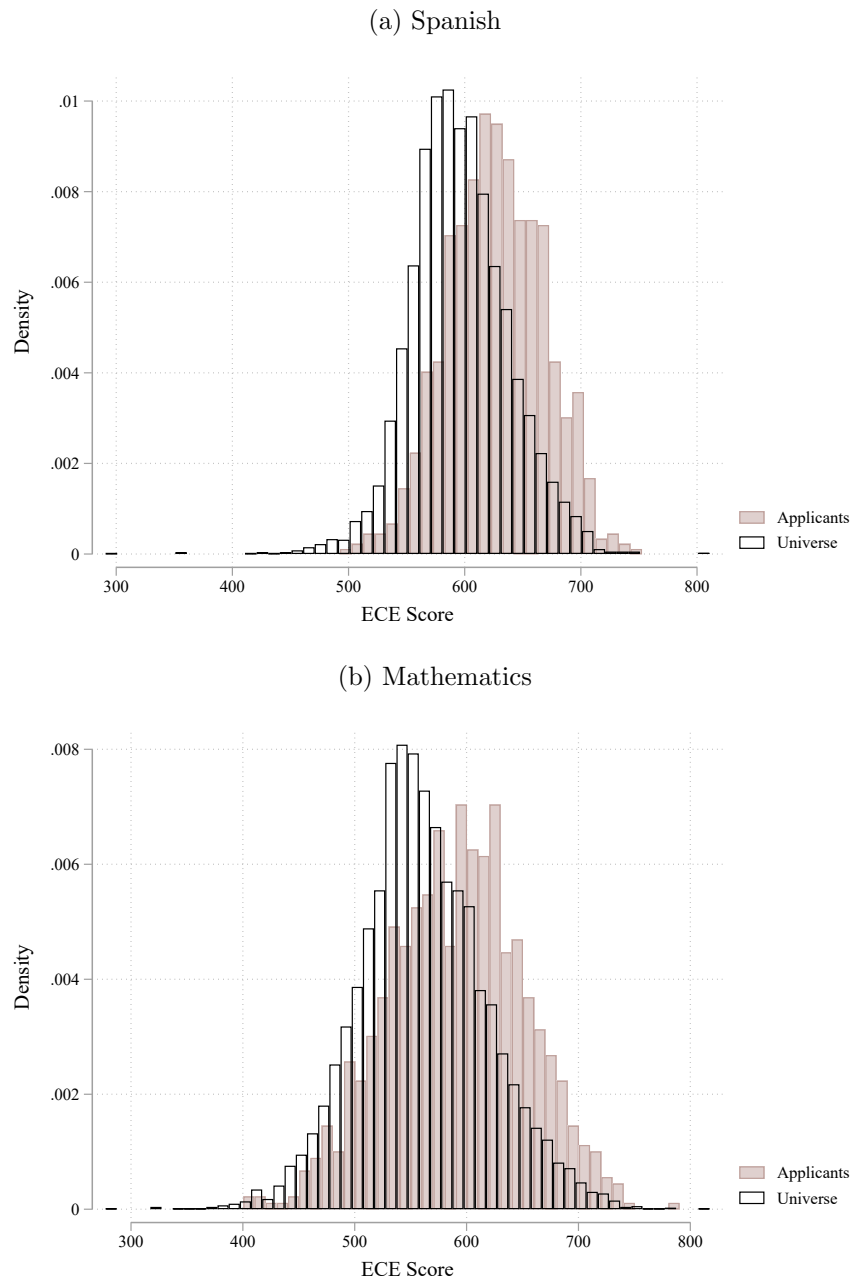 (a) Spanish
.01
.008
.006
.004
.002
0
Density
300 400 500 600 700 800
ECE Score
Applicants
Universe
(b) Mathematics
.008
.006
.004
.002
0
Density
300 400 500 600 700 800
ECE Score
Applicants
Universe